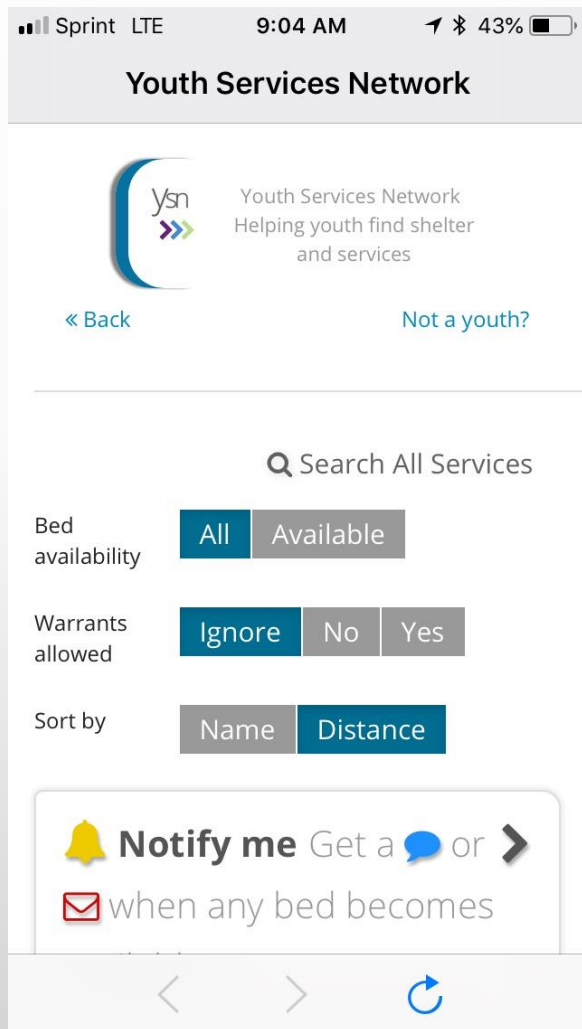 Sprint LTE 9:04 AM 43%
Youth Services Network
ysn
Youth Services Network
Helping youth find shelter
and services
« Back Not a youth?
Search All Services
Bed
availability
All Available
Warrants
allowed
Ignore No Yes
Sort by
Name Distance
Notify me Get a or
when any bed becomes